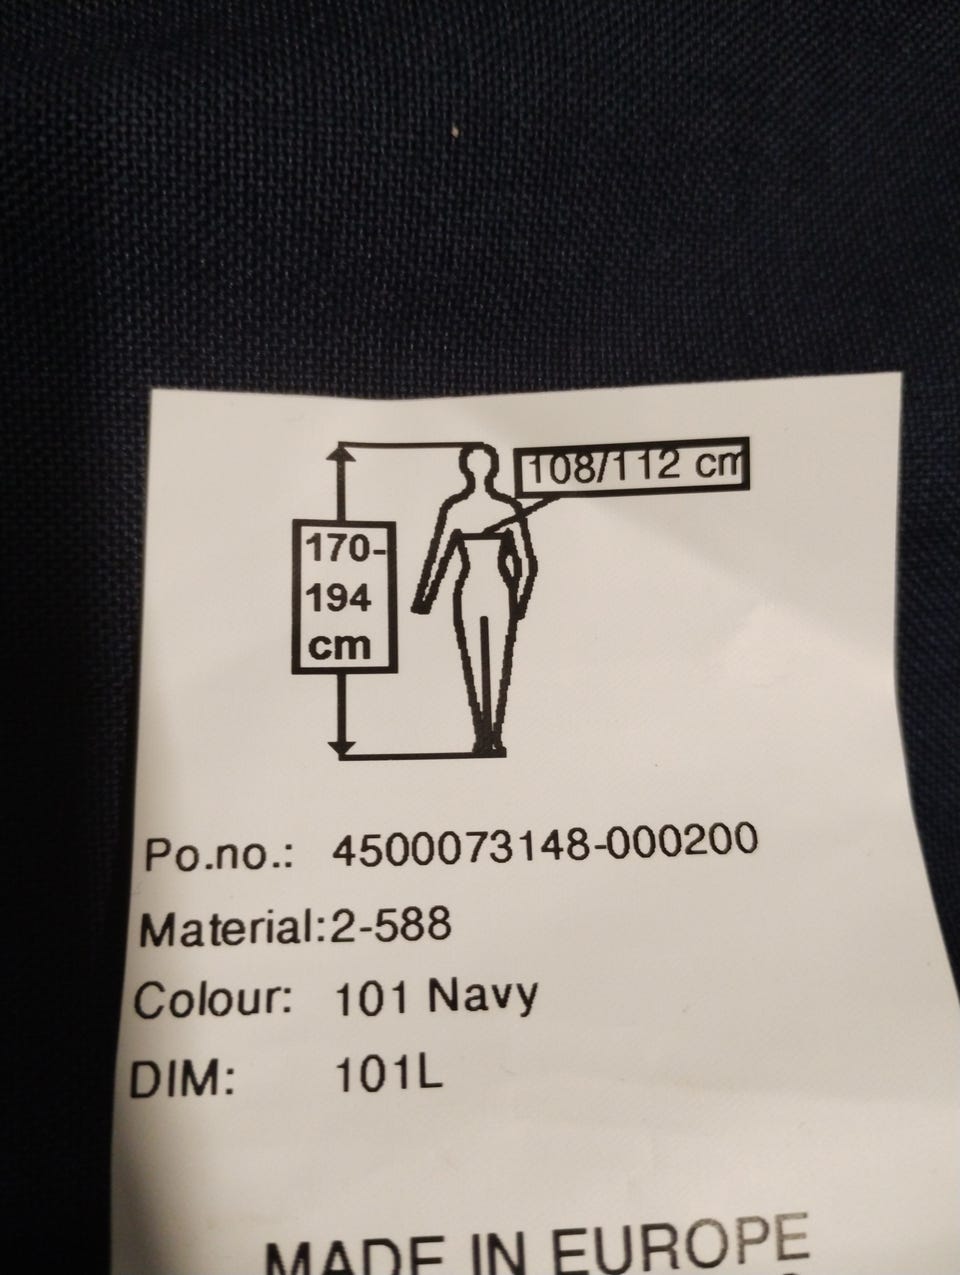 108/112 cm
170-
194
cm
Po.no.: 4500073148-000200
Material:2-588
Colour: 101 Navy
DIM: 101L
MADE IN EUROPE